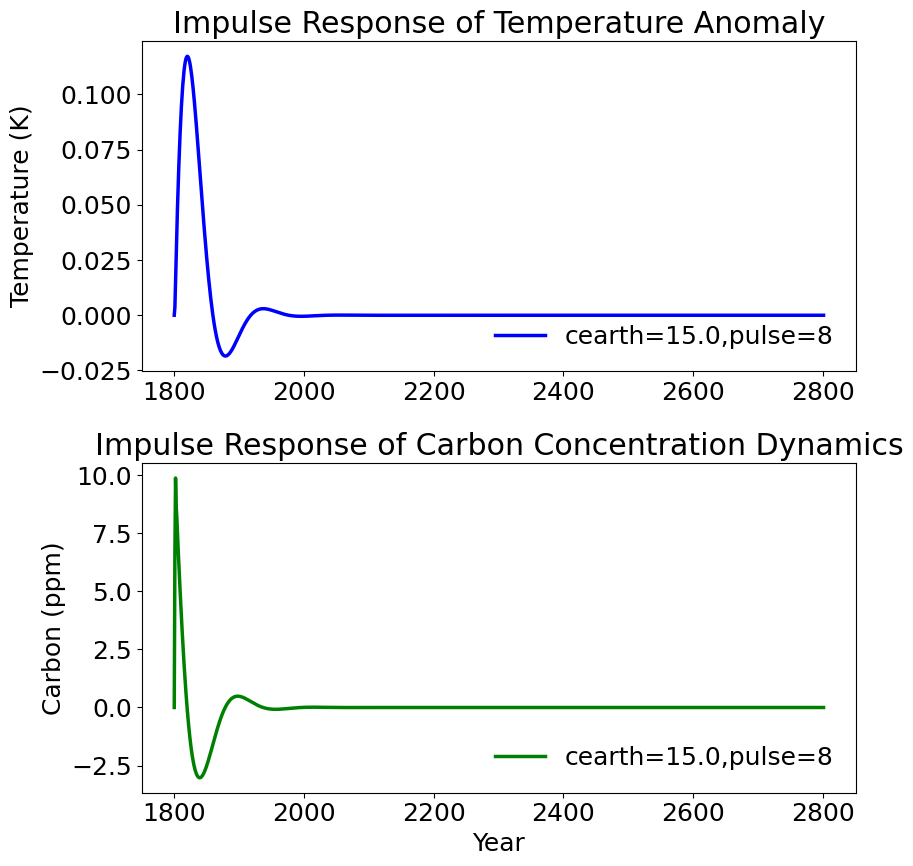 Impulse Response of Temperature Anomaly
Temperature (K)
0.100
0.075
0.050
0.025
0.000
−0.025
cearth=15.0,pulse=8
1800 2000 2200 2400 2600 2800
Impulse Response of Carbon Concentration Dynamics
Carbon (ppm)
10.0
7.5
5.0
2.5
0.0
−2.5
cearth=15.0,pulse=8
1800 2000 2200 2400 2600 2800
Year